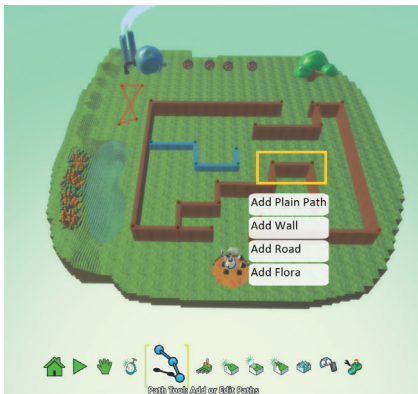 Add Plain Path
Add Wall
Add Road
Add Flora
Path Tool: Add or Edit Paths